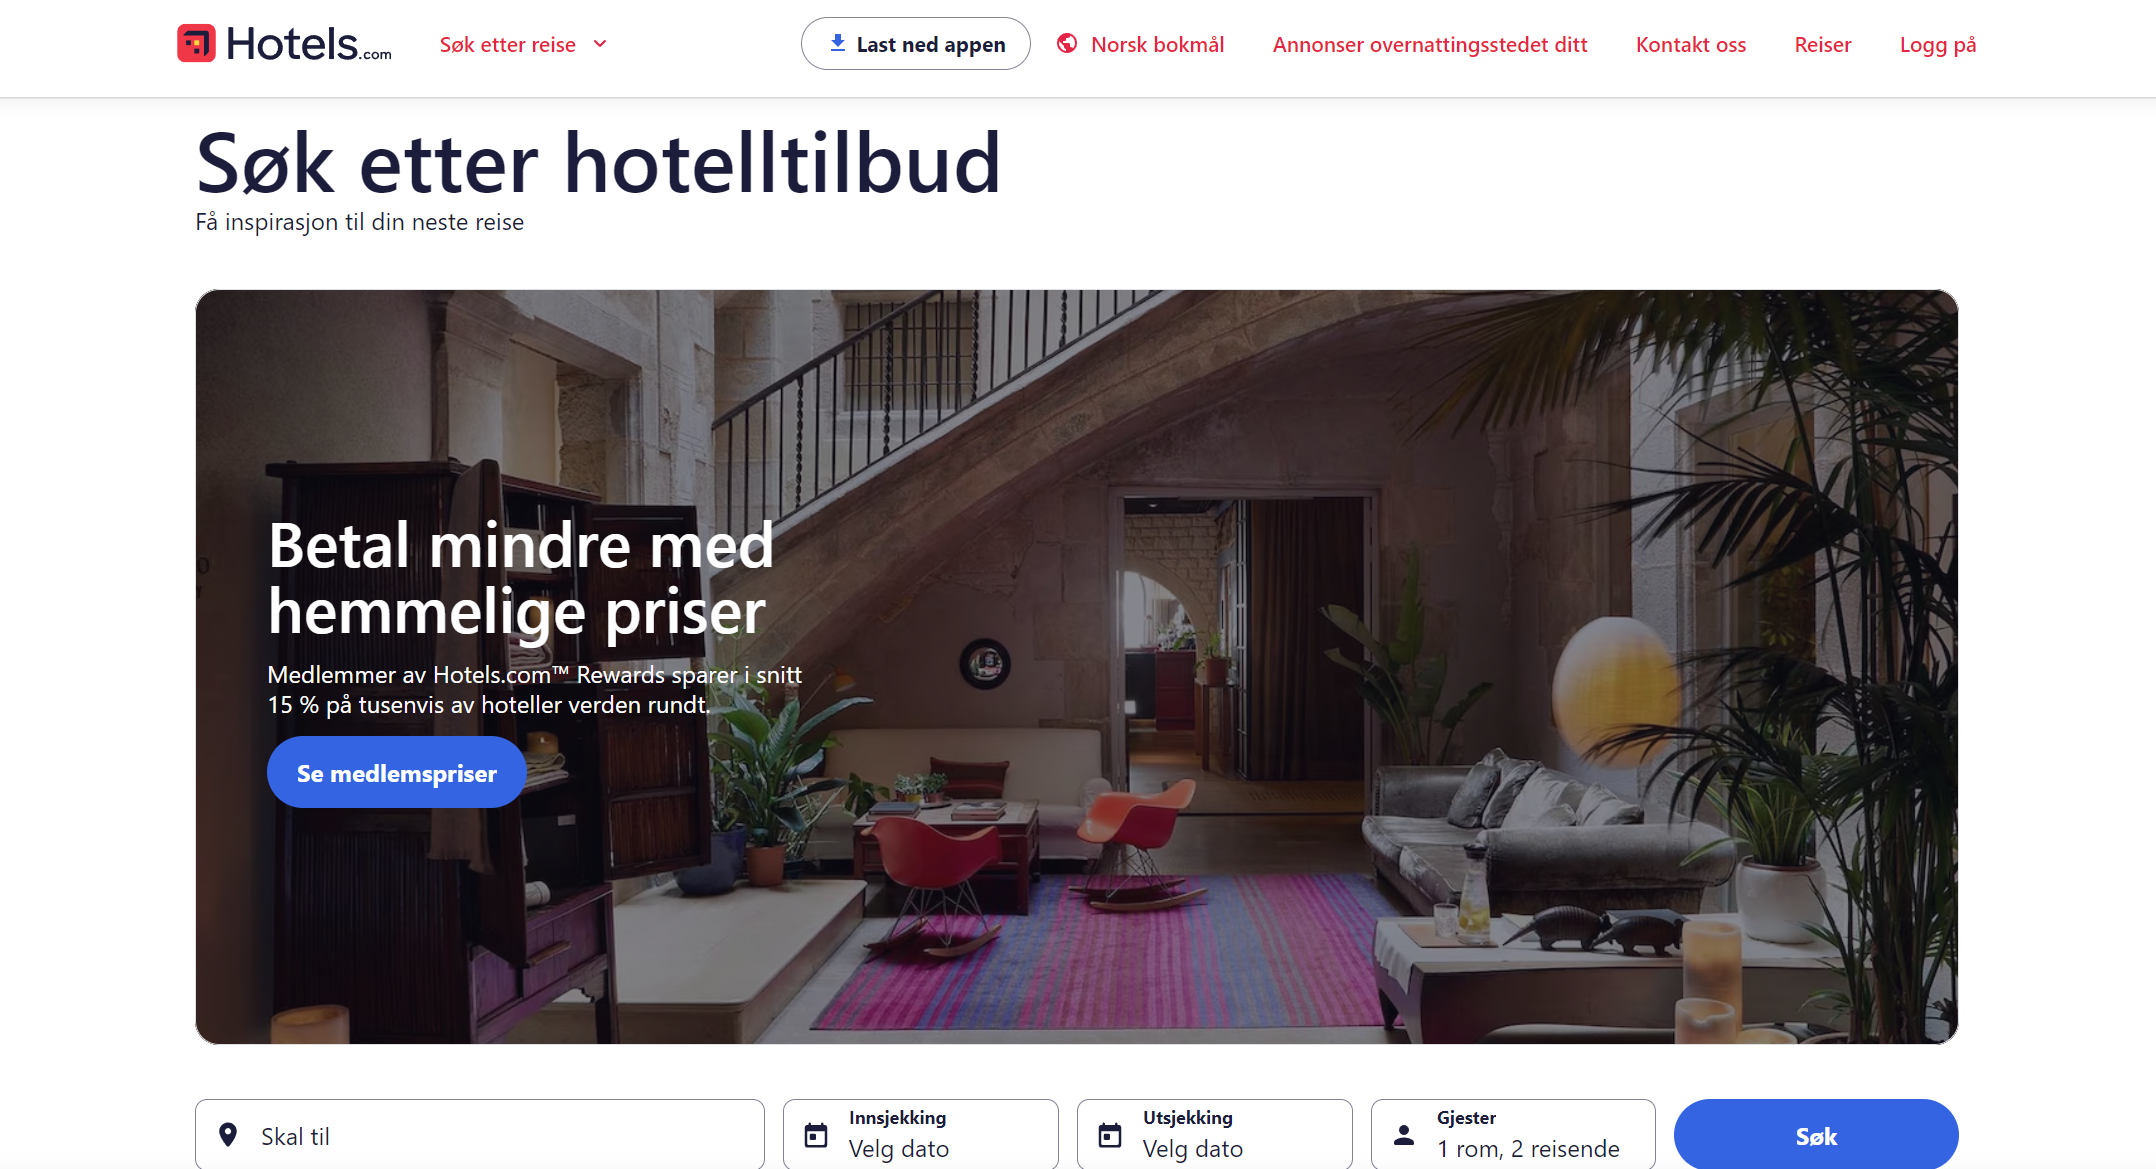 Hotels.com
Søk etter reise
Last ned appen
Norsk bokmål
Annonser overnattingsstedet ditt
Kontakt oss
Reiser
Logg på
Søk etter hotelltilbud
Få inspirasjon til din neste reise
Betal mindre med
hemmelige priser
Medlemmer av Hotels.com™ Rewards sparer i snitt
15 % på tusenvis av hoteller verden rundt.
Se medlemspriser
Skal til
Innsjekking
Velg dato
Utsjekking
Velg dato
Gjester
1 rom, 2 reisende
Søk